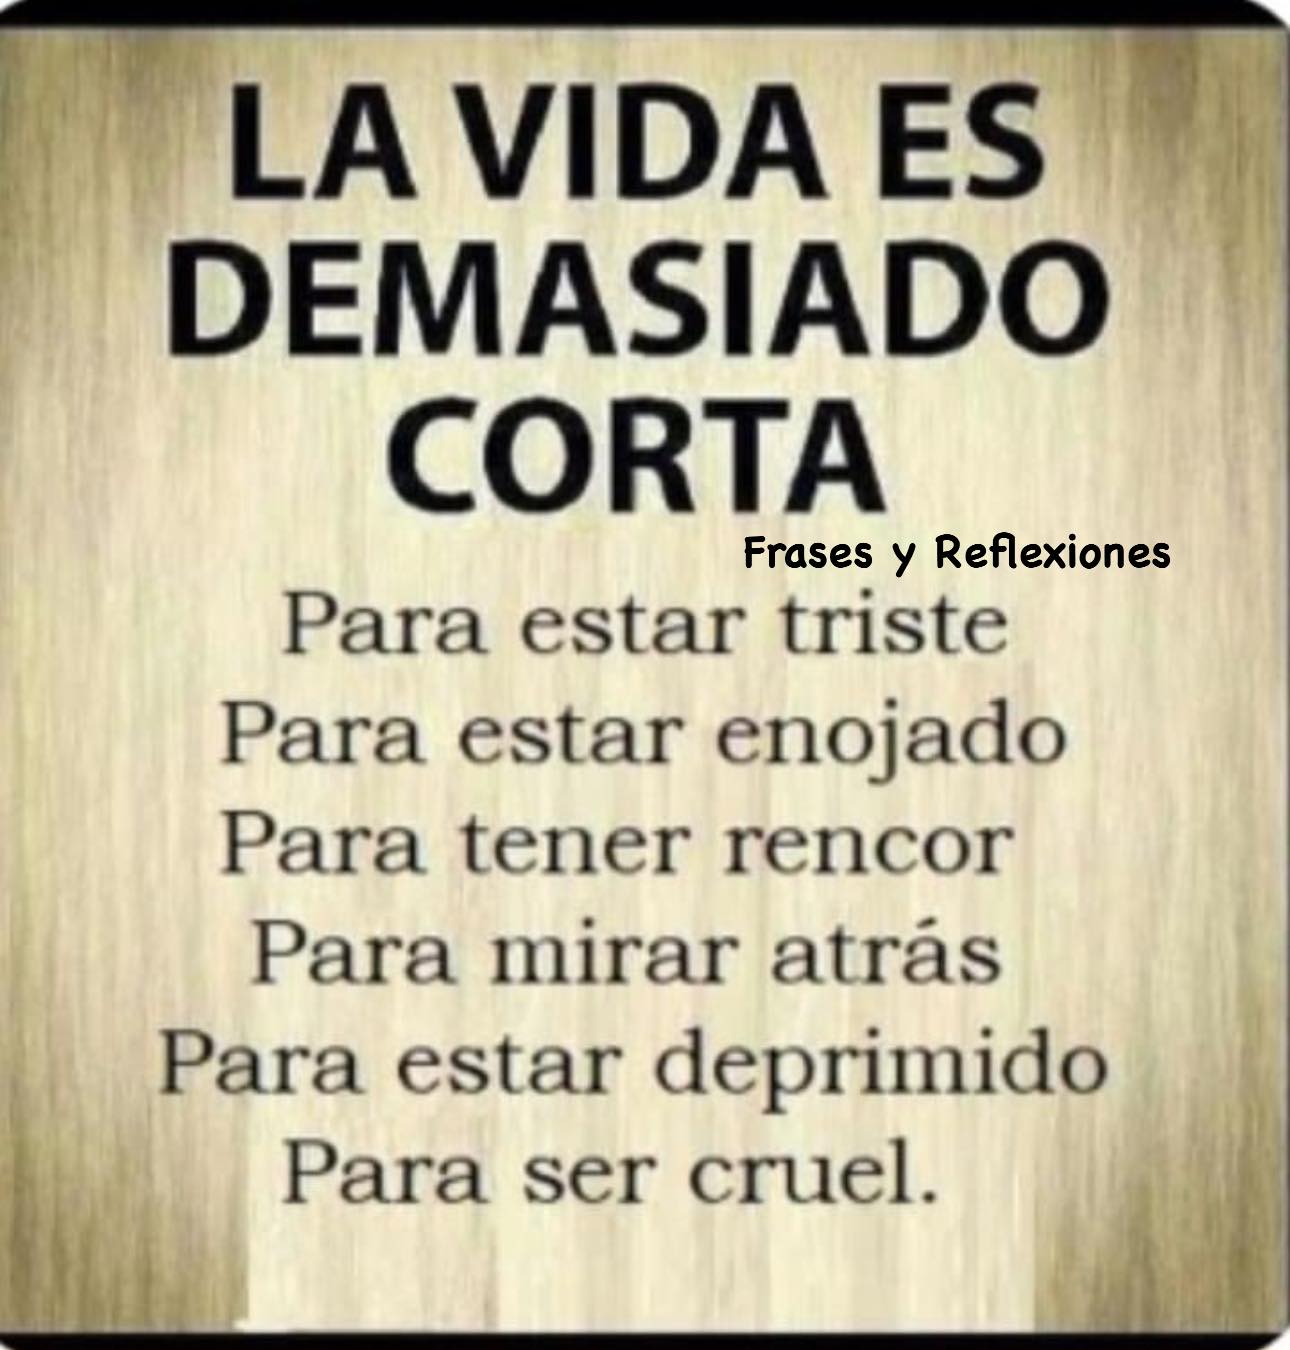 LA VIDA ES
DEMASIADO
CORTA
Frases y Reflexiones
Para estar triste
Para estar enojado
Para tener rencor
Para mirar atrás
Para estar deprimido
Para ser cruel.